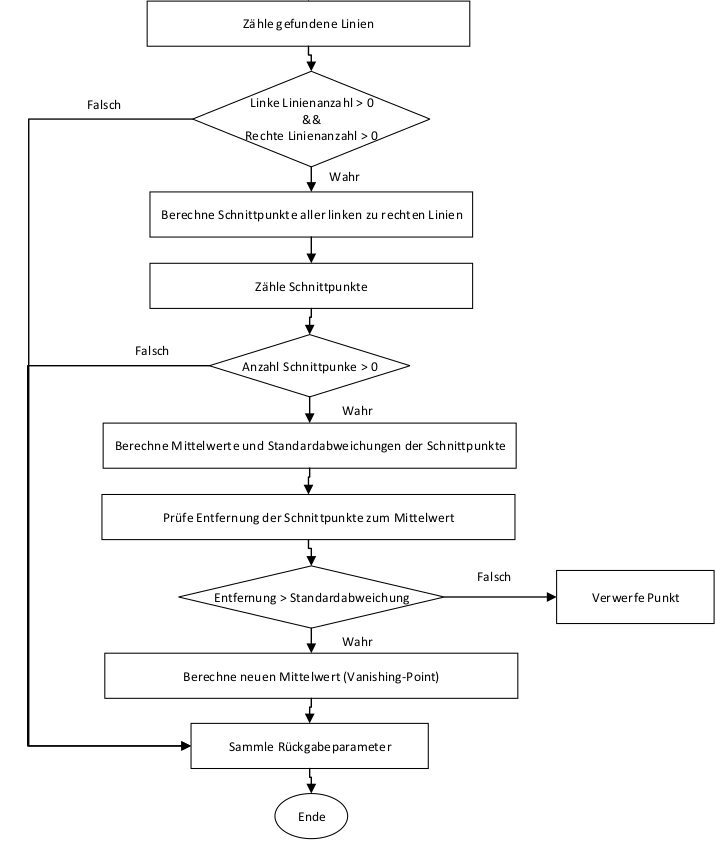 Zähle gefundene Linien
Linke Linienanzahl > 0
&&
Rechte Linienanzahl > 0
Falsch
Wahr
Berechne Schnittpunkte aller linken zu rechten Linien
Zähle Schnittpunkte
Falsch
Anzahl Schnittpunke > 0
Wahr
Berechne Mittelwerte und Standardabweichungen der Schnittpunkte
Prüfe Entfernung der Schnittpunkte zum Mittelwert
Entfernung > Standardabweichung
Falsch
Verwerfe Punkt
Wahr
Berechne neuen Mittelwert (Vanishing-Point)
Sammle Rückgabeparameter
Ende